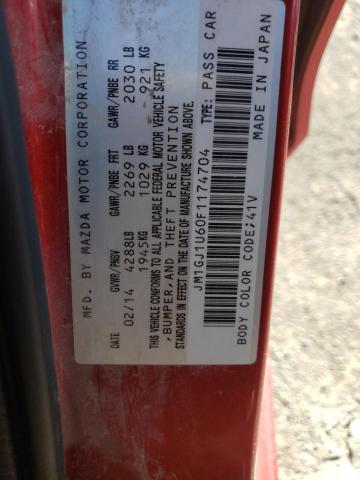 MFD. BY MAZDA MOTOR CORPORATION
DATE GVWR/PNBV GAWR/PNBE FRT GAWR/PNBE RR
02/14 4288LB 2269 LB 2030 LB
1945KG 1029 KG 921 KG
THIS VEHICLE CONFORMS TO ALL APPLICABLE FEDERAL MOTOR VEHICLE SAFETY
,BUMPER,AND THEFT PREVENTION
STANDARDS IN EFFECT ON THE DATE OF MANUFACTURE SHOWN ABOVE.
JM1GJ1U60F1174704 TYPE: PASS CAR
BODY COLOR CODE;41V MADE IN JAPAN